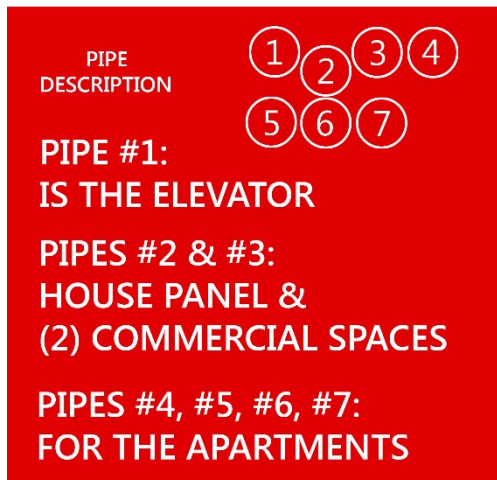 PIPE
DESCRIPTION
1 2 3 4
5 6 7
PIPE #1:
IS THE ELEVATOR
PIPES #2 & #3:
HOUSE PANEL &
(2) COMMERCIAL SPACES
PIPES #4, #5, #6, #7:
FOR THE APARTMENTS